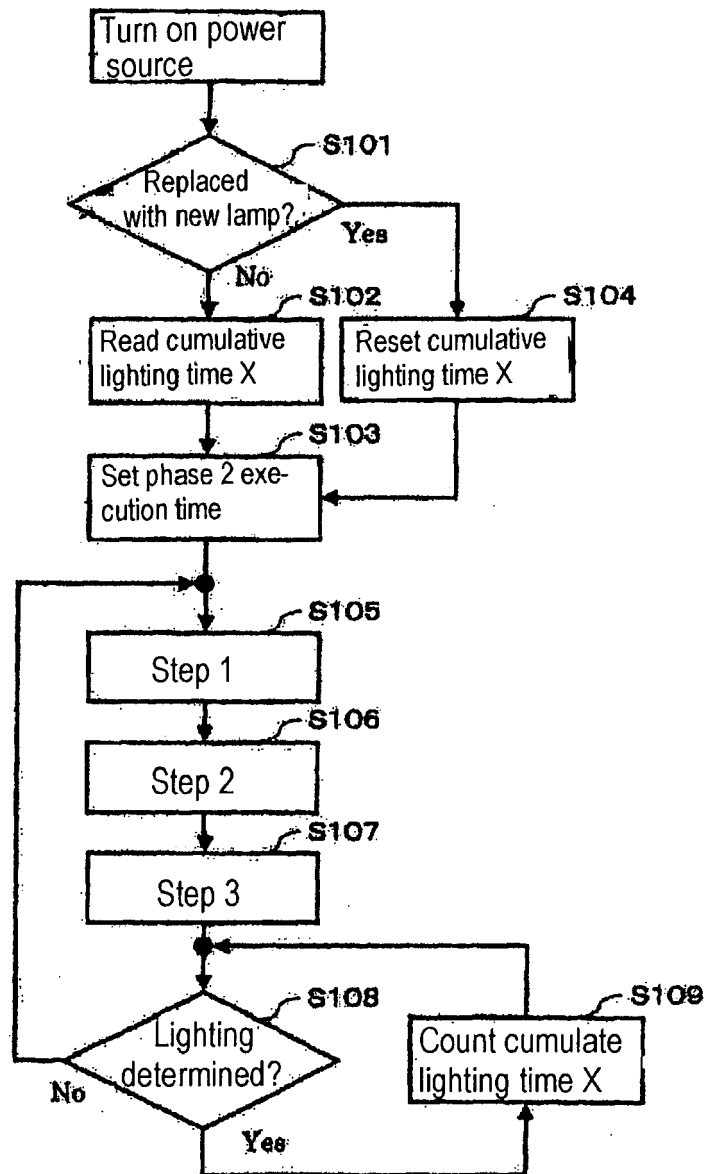 Turn on power
source
S101
Replaced
with new lamp?
Yes
No
S102
S104
Read cumulative
lighting time X
Reset cumulative
lighting time X
S103
Set phase 2 exe-
cution time
S105
Step 1
S106
Step 2
S107
Step 3
S108
S109
Lighting
determined?
Count cumulate
lighting time X
No
Yes